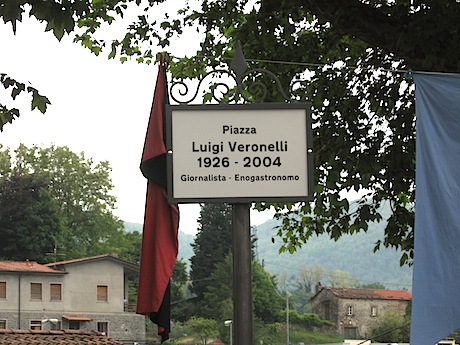 Piazza
Luigi Veronelli
1926 - 2004
Giornalista - Enogastronomo